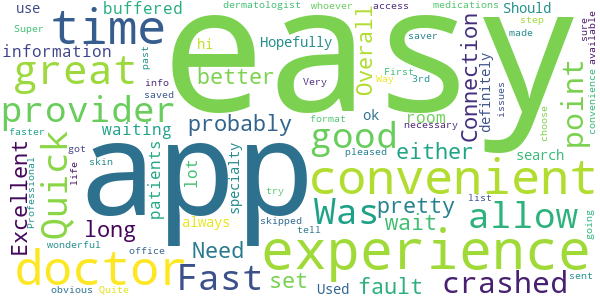 use
buffered
dermatologist
whoever
access
medications
Should
step
Super
time
information
great
hi
Hopefully
saver
easy
Overall
Connection
definitely
made
available
sure
past
info
saved
better
Very
First
Way
3rd
issues
point
convenience
provider
faster
waiting
probably
room
ok
format
necessary
good
choose
Excellent
Professional
Quick
got
life
skin
patients
lot
specialty
app
pleased
either
search
try
convenient
list
long
always
skipped
tell
Was
pretty
wait
allow
going
doctor
wonderful
office
Need
experience
obvious
Quite
Fast
set
Used
fault
crashed
sent